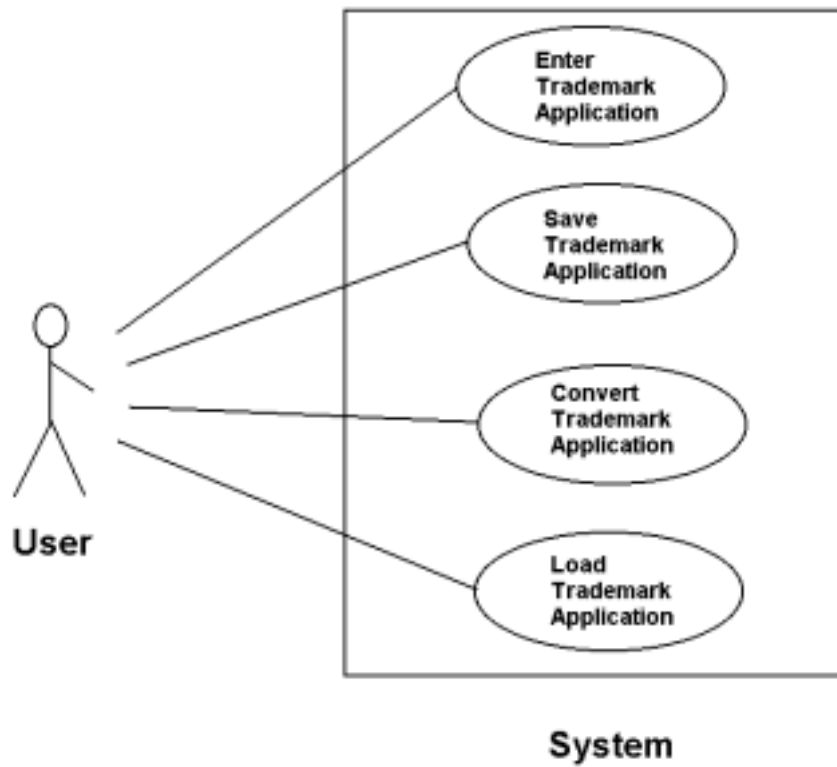 Enter
Trademark
Application
Save
Trademark
Application
Convert
Trademark
Application
User
Load
Trademark
Application
System